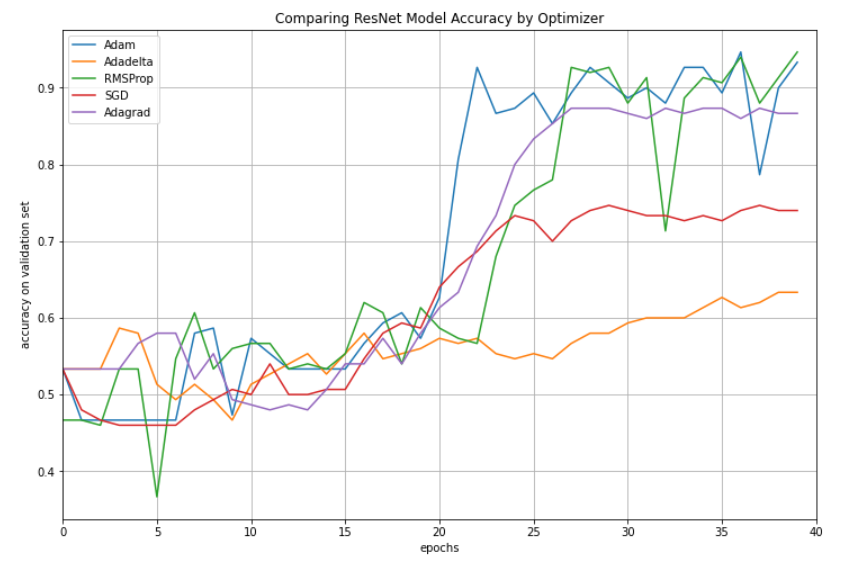 Comparing ResNet Model Accuracy by Optimizer
Adam
Adadelta
RMSProp
SGD
Adagrad
accuracy on validation set
0.9
0.8
0.7
0.6
0.5
0.4
0 5 10 15 20 25 30 35 40
epochs